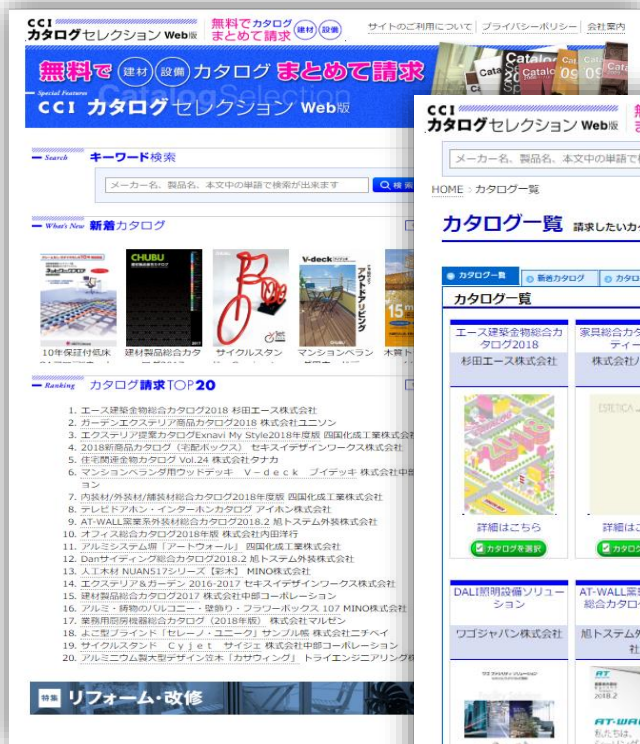 CCI
カタログセレクション Web版
無料でカタログ
まとめて請求 建材 設備
サイトのご利用について プライバシーポリシー 会社案内
無料で 建材 設備 カタログ まとめて請求
Special Features
CCI カタログセレクション Web版
Search キーワード検索
メーカー名、製品名、本文中の単語で検索が出来ます
検索
What's New 新着カタログ
CHUBU
V-deck
アウトドアリビング
10年保証付低床
建材製品総合カタ
サイクルスタン
マンションベラン
木質ト
Ranking カタログ請求TOP20
1. エース建築金物総合カタログ2018 杉田エース株式会社
2. ガーデンエクステリア商品カタログ2018 株式会社ユニソン
3. エクステリア提案カタログExnavi My Style2018年度版 四国化成工業株式会社
4. 2018新商品カタログ（宅配ボックス） セキスイデザインワークス株式会社
5. 住宅関連金物カタログ Vol.24 株式会社タナカ
6. マンションベランダ用ウッドデッキ V－deck ブイデッキ 株式会社中部
ョン
7. 内装材/外装材/舗装材総合カタログ2018年度版 四国化成工業株式会社
8. テレビドアホン・インターホンカタログ アイホン株式会社
9. AT-WALL窯業系外装材総合カタログ2018.2 旭トステム外装株式会社
10. オフィス総合カタログ2018年版 株式会社内田洋行
11. アルミシステム塀「アートウォール」 四国化成工業株式会社
12. Danサイディング総合カタログ2018.2 旭トステム外装株式会社
13. 人工木材 NUAN517シリーズ【彩木】 MINO株式会社
14. エクステリア&ガーデン 2016-2017 セキスイデザインワークス株式会社
15. 建材製品総合カタログ2017 株式会社中部コーポレーション
16. アルミ・鋳物のバルコニー・壁飾り・フラワーボックス 107 MINO株式会社
17. 業務用厨房機器総合カタログ（2018年版） 株式会社マルゼン
18. よこ型ブラインド「セレーノ・ユニーク」サンプル帳 株式会社ニチベイ
19. サイクルスタンド Cyjet サイジェ 株式会社中部コーポレーション
20. アルミニウム製大型デザイン笠木「カサウィング」 トライエンジニアリング株
特集 リフォーム・改修
CCI
カタログセレクション Web版
メーカー名、製品名、本文中の単語で検
HOME > カタログ一覧
カタログ一覧 請求したいカ
カタログ一覧 新着カタログ カタロ
カタログ一覧
エース建築金物総合カ
タログ2018
杉田エース株式会社
家具総合カタ
ティー
株式会社ハ
ESTETICA
詳細はこちら
カタログを選択
詳細はこ
カタログ
DALI照明設備ソリュー
ション
ワゴジャパン株式会社
AT-WALL窯業
総合カタロ
旭トステム外
社
AT
2018.2
AT-WAL
私たちは、